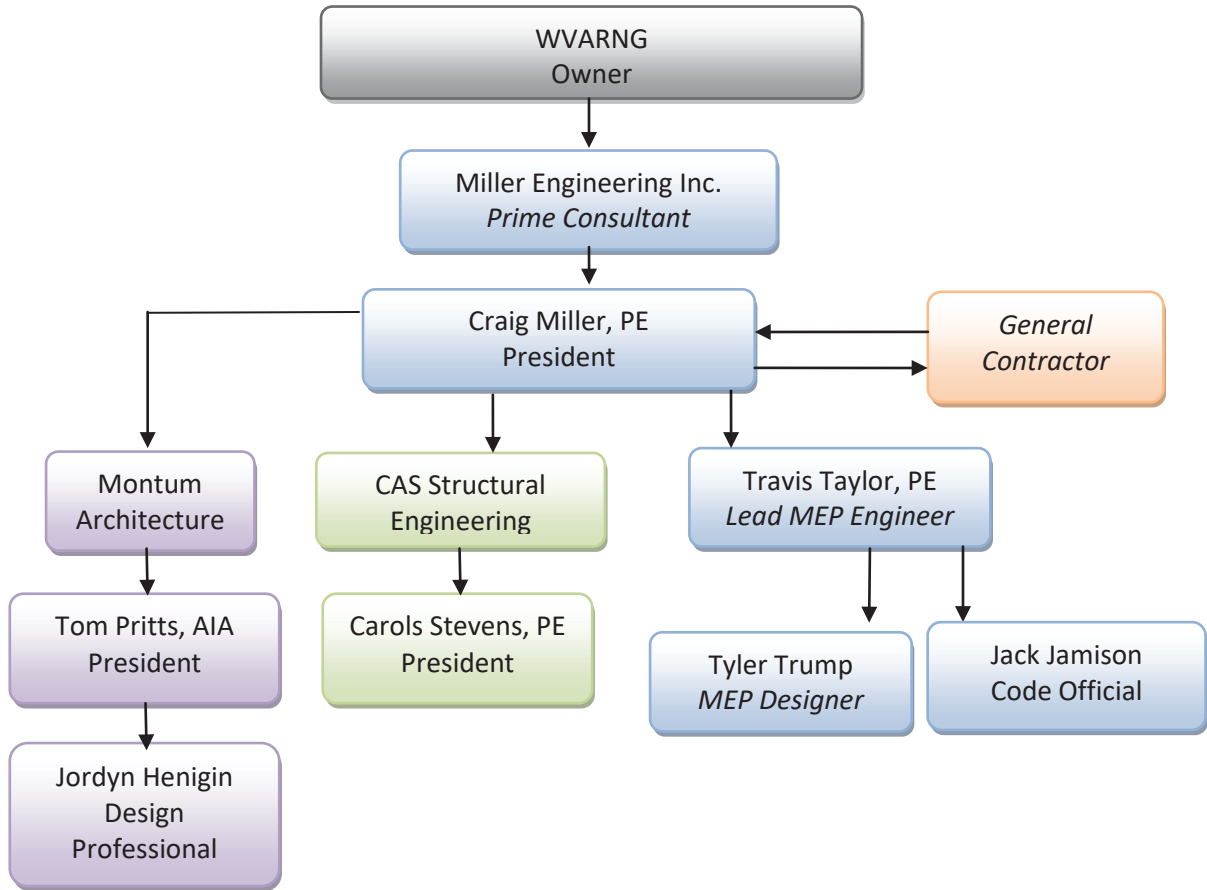 WVARNG
Owner
Miller Engineering Inc.
Prime Consultant
Craig Miller, PE
President
General
Contractor
Montum
Architecture
CAS Structural
Engineering
Travis Taylor, PE
Lead MEP Engineer
Tom Pritts, AIA
President
Carols Stevens, PE
President
Tyler Trump
MEP Designer
Jack Jamison
Code Official
Jordyn Henigin
Design
Professional